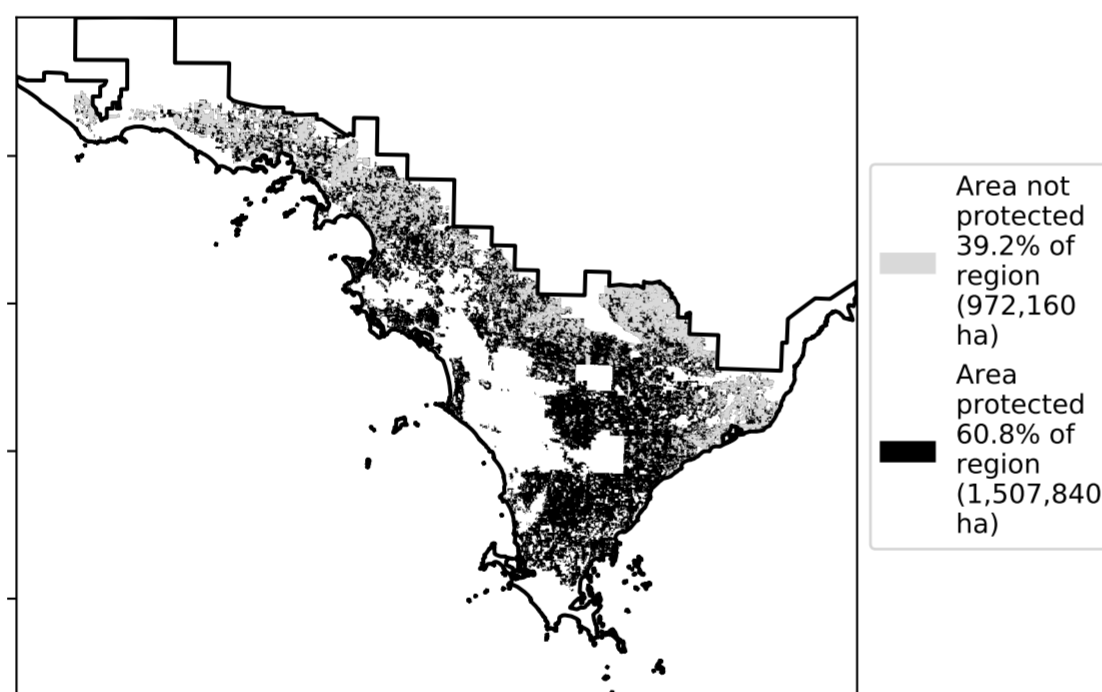 Area not
protected
39.2% of
region
(972,160
ha)
Area
protected
60.8% of
region
(1,507,840
ha)